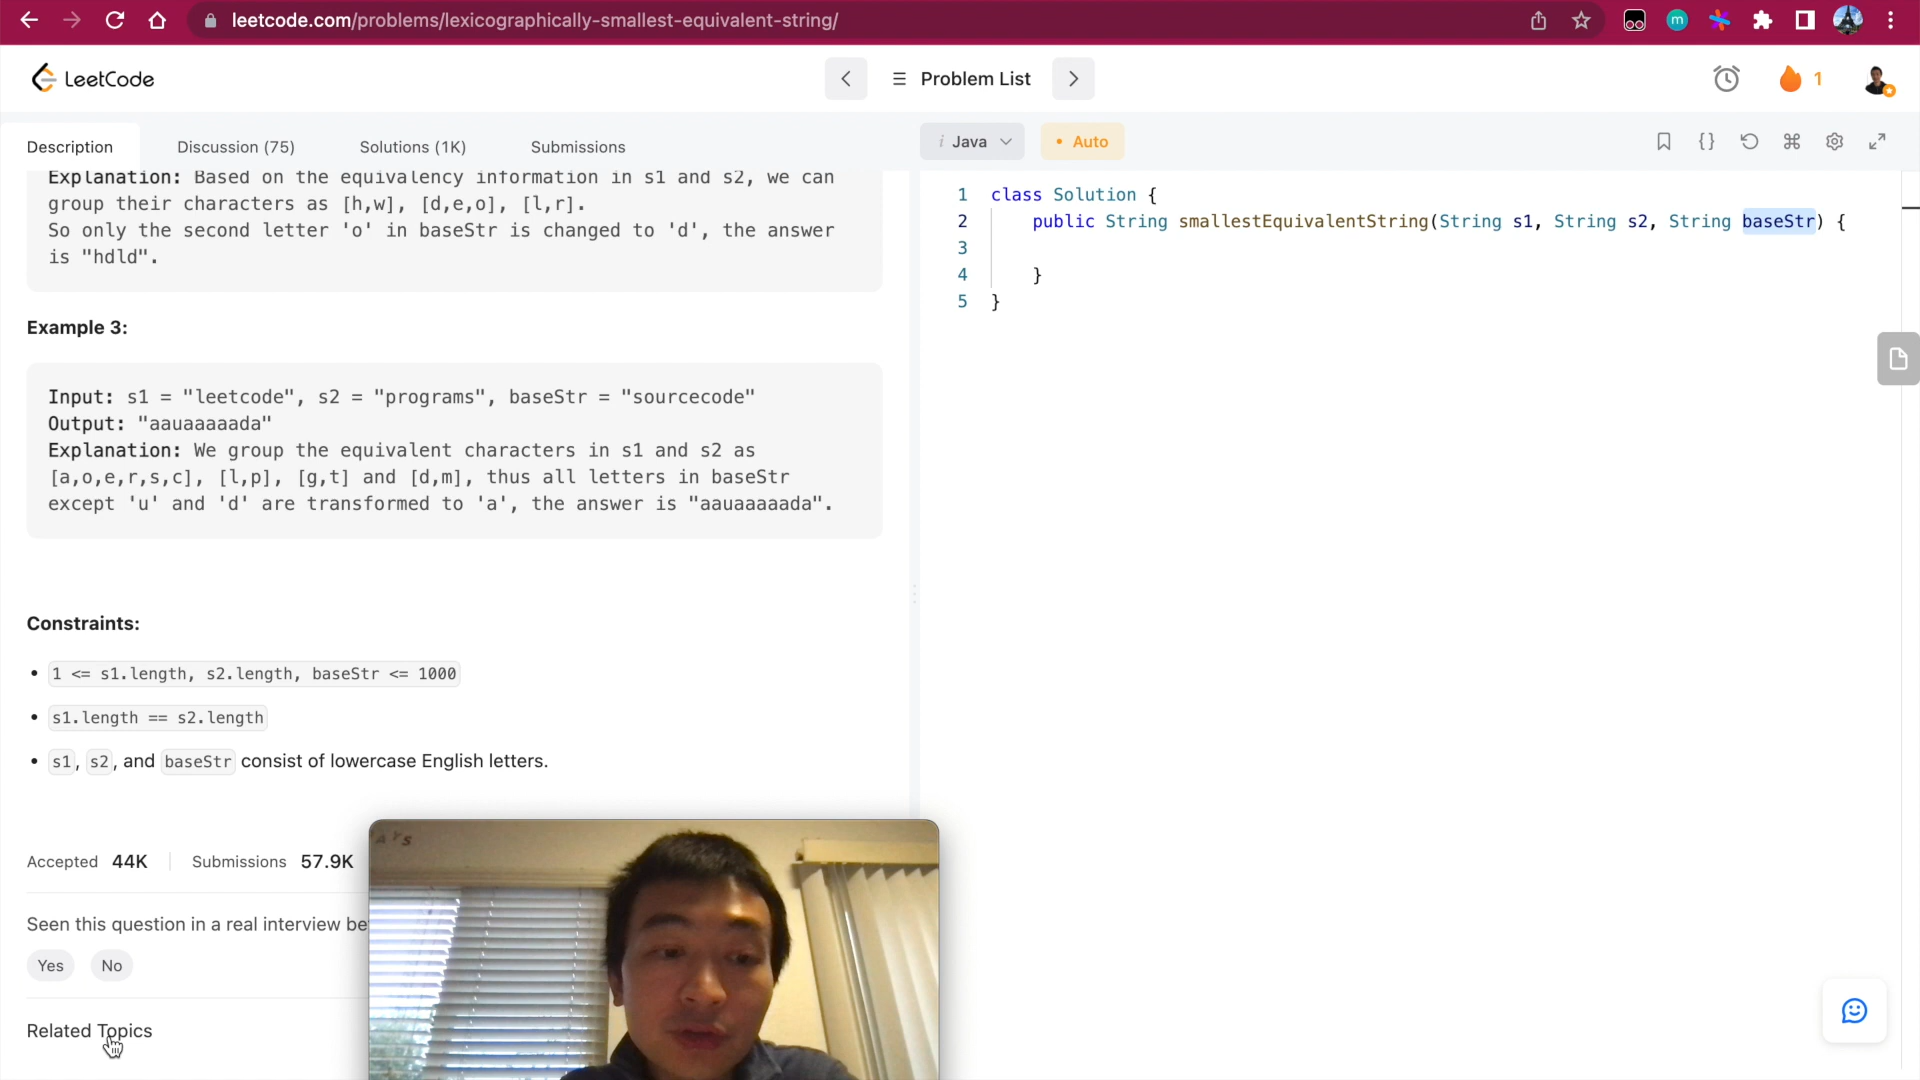 leetcode.com/problems/lexicographically-smallest-equivalent-string/
m
LeetCode
Problem List
1
Description
Discussion (75)
Solutions (1K)
Submissions
i Java
• Auto
Explanation: Based on the equivalency information in s1 and s2, we can
group their characters as [h,w], [d,e,o], [l,r].
So only the second letter 'o' in baseStr is changed to 'd', the answer
is "hdld".
Example 3:
Input: s1 = "leetcode", s2 = "programs", baseStr = "sourcecode"
Output: "aauaaaaada"
Explanation: We group the equivalent characters in s1 and s2 as
[a,o,e,r,s,c], [l,p], [g,t] and [d,m], thus all letters in baseStr
except 'u' and 'd' are transformed to 'a', the answer is "aauaaaaada".
Constraints:
• 1 <= s1.length, s2.length, baseStr <= 1000
• s1.length == s2.length
• s1, s2, and baseStr consist of lowercase English letters.
Accepted 44K
Submissions 57.9K
Seen this question in a real interview be
Yes
No
Related Topics
1 class Solution {
2 public String smallestEquivalentString(String s1, String s2, String baseStr) {
3
4 }
5 }